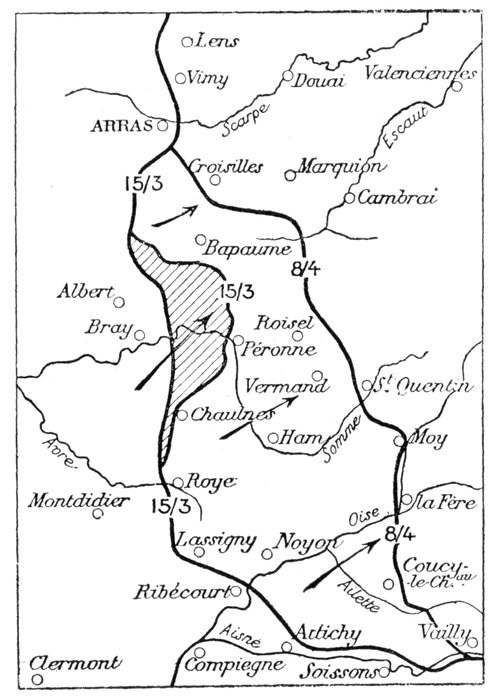 Lens
Vimy
Douai
Valenciennes
Scarpe
ARRAS
Escaut
Croisilles
Marquion
15/3
Cambrai
Bapaume
8/4
Albert
15/3
Bray
Roisel
Péronne
Vermand
St Quentin
Chaulnes
Ham
Somme
Moy
Avre
Roye
Montdidier
15/3
la Fère
Oise
8/4
Lassigny
Noyon
Coucy-
le-Ch.au
Ribécourt
Ailette
Aisne
Attichy
Vailly
Clermont
Compiègne
Soissons